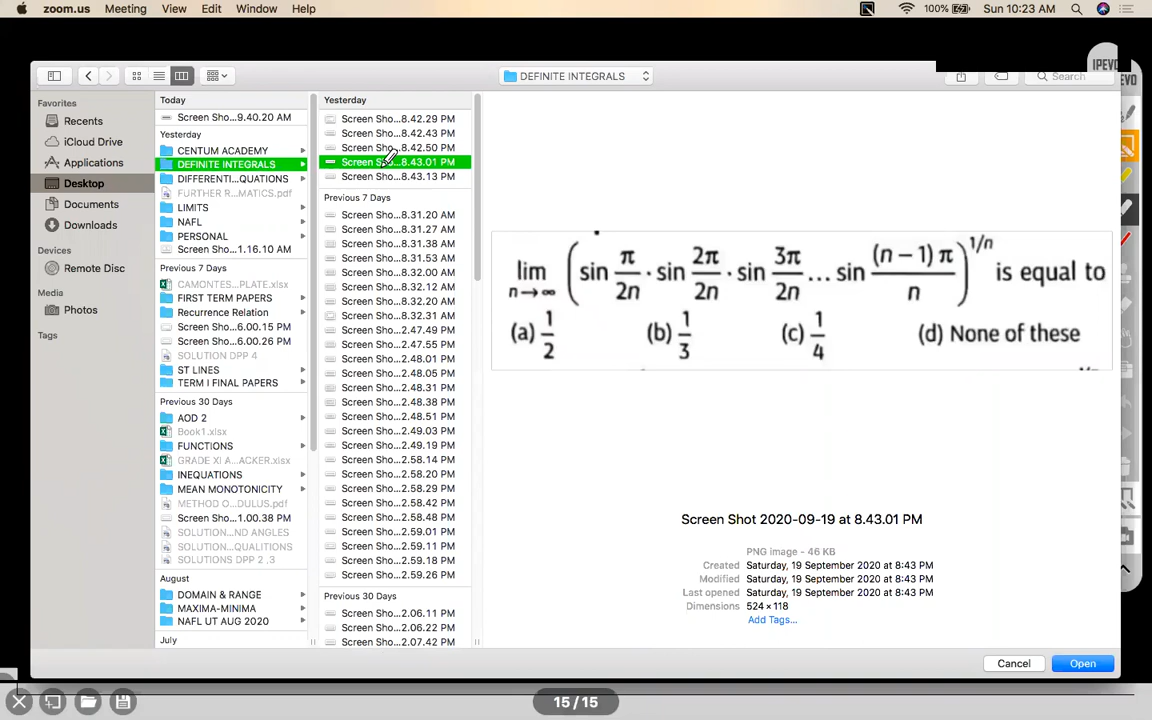 zoom.us Meeting View Edit Window Help 100% Sun 10:23 AM
IPEVO
DEFINITE INTEGRALS
Search
Favorites
Recents
iCloud Drive
Applications
Desktop
Documents
Downloads
Devices
Remote Disc
Media
Photos
Tags
Today
Screen Sho...9.40.20 AM
Yesterday
CENTUM ACADEMY
DEFINITE INTEGRALS
DIFFERENTI...QUATIONS
FURTHER R...MATICS.pdf
LIMITS
NAFL
PERSONAL
Screen Sho...1.16.10 AM
Previous 7 Days
CAMONTES...PLE.xlsx
FIRST TERM PAPERS
Recurrence Relation
Screen Sho...6.00.15 PM
Screen Sho...6.00.26 PM
SOLUTION DPP 4
ST LINES
TERM I FINAL PAPERS
Previous 30 Days
AOD 2
Book1.xlsx
FUNCTIONS
GRADE XI A...ACKER.xlsx
INEQUATIONS
MEAN MONOTONICITY
METHOD O...DULUS.pdf
Screen Sho...1.00.38 PM
SOLUTION...ND ANGLES
SOLUTION...QUALITIONS
SOLUTIONS DPP 2 ,3
August
DOMAIN & RANGE
MAXIMA-MINIMA
NAFL UT AUG 2020
July
Yesterday
Screen Sho...8.42.29 PM
Screen Sho...8.42.43 PM
Screen Sho...8.42.50 PM
Screen S...8.43.01 PM
Screen Sho...8.43.13 PM
Previous 7 Days
Screen Sho...8.31.20 AM
Screen Sho...8.31.27 AM
Screen Sho...8.31.38 AM
Screen Sho...8.31.53 AM
Screen Sho...8.32.00 AM
Screen Sho...8.32.12 AM
Screen Sho...8.32.20 AM
Screen Sho...8.32.31 AM
Screen Sho...2.47.49 PM
Screen Sho...2.47.55 PM
Screen Sho...2.48.01 PM
Screen Sho...2.48.05 PM
Screen Sho...2.48.31 PM
Screen Sho...2.48.38 PM
Screen Sho...2.48.51 PM
Screen Sho...2.49.03 PM
Screen Sho...2.49.19 PM
Screen Sho...2.58.14 PM
Screen Sho...2.58.20 PM
Screen Sho...2.58.29 PM
Screen Sho...2.58.42 PM
Screen Sho...2.58.48 PM
Screen Sho...2.59.01 PM
Screen Sho...2.59.11 PM
Screen Sho...2.59.18 PM
Screen Sho...2.59.26 PM
Previous 30 Days
Screen Sho...2.06.11 PM
Screen Sho...2.06.22 PM
Screen Sho...2.07.42 PM
lim n→∞ (sin π/2n · sin 2π/2n · sin 3π/2n ... sin (n − 1) π/n)^1/n is equal to
(a) 1/2 (b) 1/3 (c) 1/4 (d) None of these
Screen Shot 2020-09-19 at 8.43.01 PM
PNG image - 46 KB
Created Saturday, 19 September 2020 at 8:43 PM
Modified Saturday, 19 September 2020 at 8:43 PM
Last opened Saturday, 19 September 2020 at 8:43 PM
Dimensions 524×118
Add Tags...
Cancel Open
15 / 15